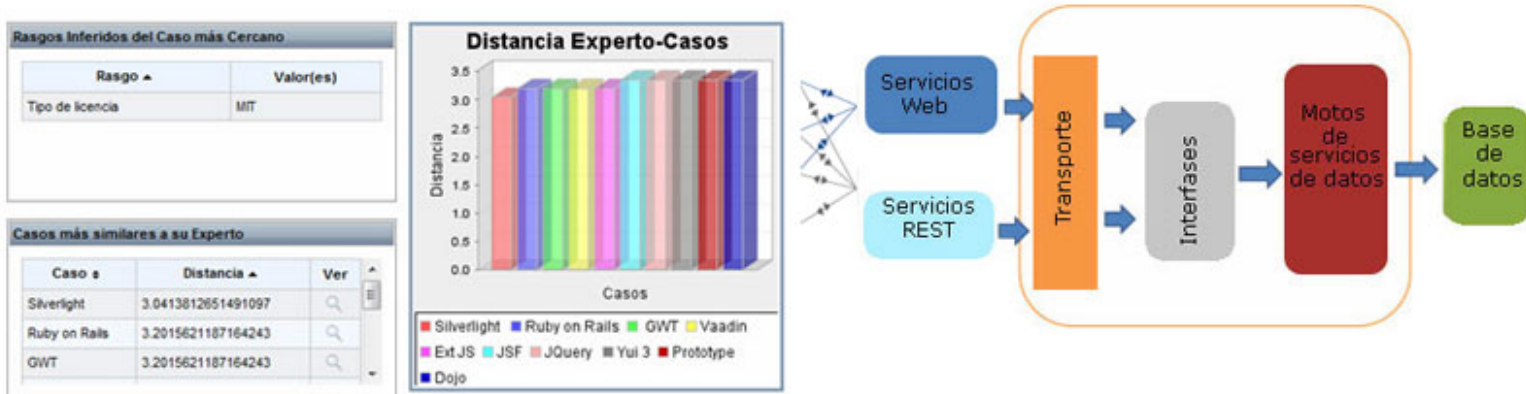 Rasgos Inferidos del Caso más Cercano
Rasgo Valor(es)
Tipo de licencia MIT
Casos más similares a su Experto
Caso Distancia Ver
Silverlight 3.0413812651491097
Ruby on Rails 3.2015621187164243
GWT 3.2015621187164243
Distancia Experto-Casos
Distancia
3.5
3.0
2.5
2.0
1.5
1.0
0.5
0.0
Casos
Silverlight Ruby on Rails GWT Vaadin
Ext JS JSF JQuery Yui 3 Prototype
Dojo
Servicios
Web
Servicios
REST
Transporte
Interfases
Motos
de
servicios
de datos
Base
de
datos